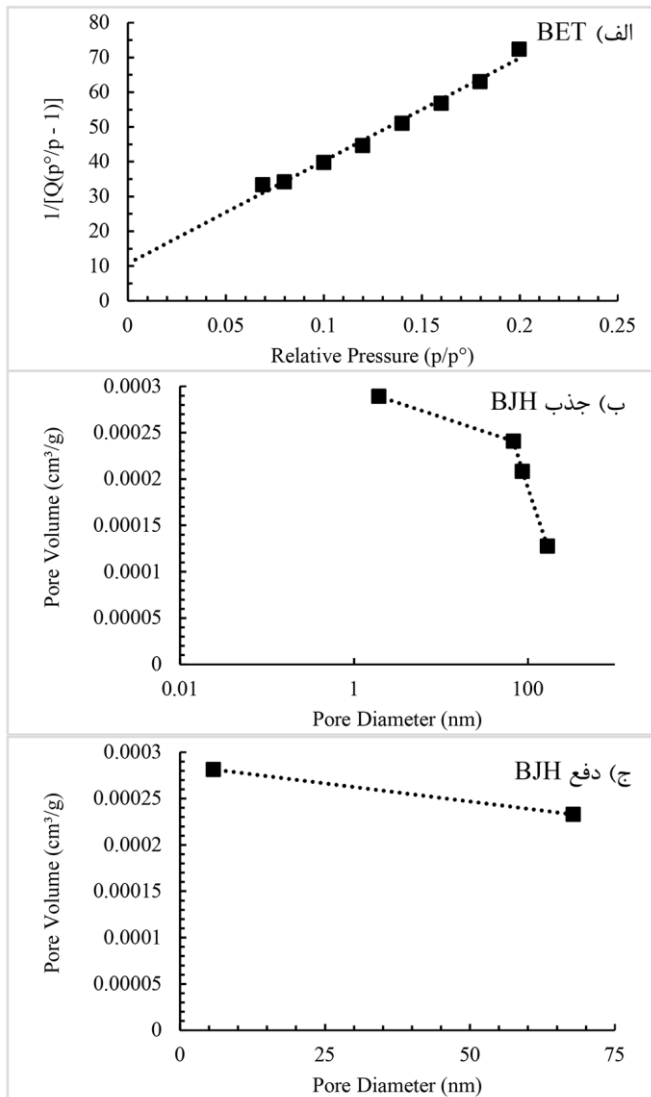 الف) BET
80
70
60
50
40
30
20
10
0
1/[Q(p°/p - 1)]
0 0.05 0.1 0.15 0.2 0.25
Relative Pressure (p/p°)
ب) جذب BJH
0.0003
0.00025
0.0002
0.00015
0.0001
0.00005
0
Pore Volume (cm³/g)
0.01 1 100
Pore Diameter (nm)
ج) دفع BJH
0.0003
0.00025
0.0002
0.00015
0.0001
0.00005
0
Pore Volume (cm³/g)
0 25 50 75
Pore Diameter (nm)